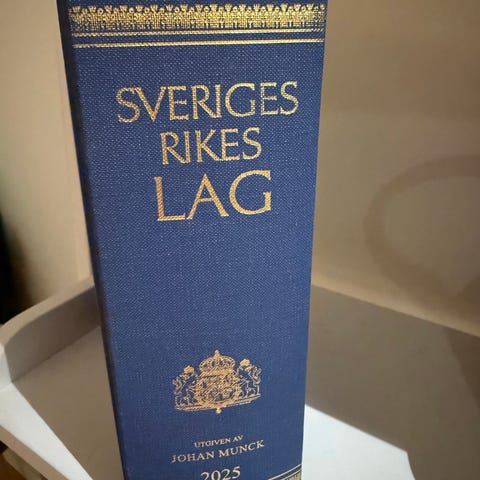 SVERIGES
RIKES
LAG
UTGIVEN AV
JOHAN MUNCK
2025